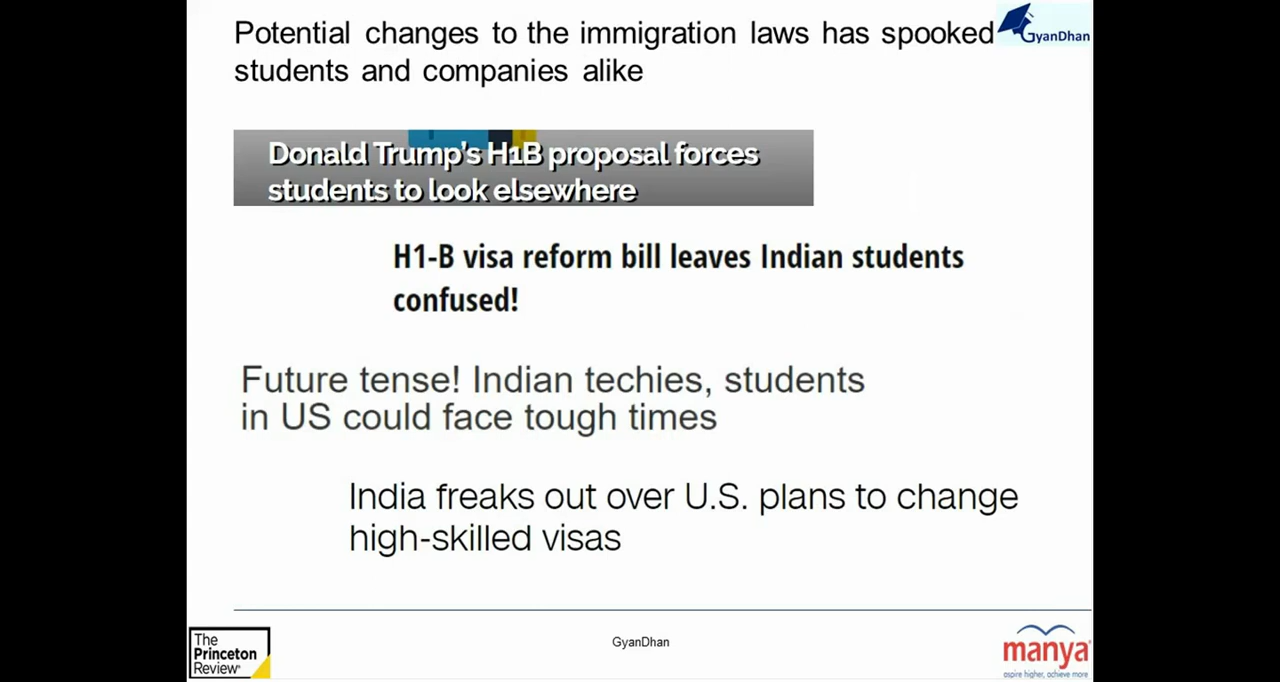 Potential changes to the immigration laws has spooked
students and companies alike
GyanDhan
Donald Trump's H1B proposal forces
students to look elsewhere
H1-B visa reform bill leaves Indian students
confused!
Future tense! Indian techies, students
in US could face tough times
India freaks out over U.S. plans to change
high-skilled visas
The
Princeton
Review
GyanDhan
manya
aspire higher, achieve more